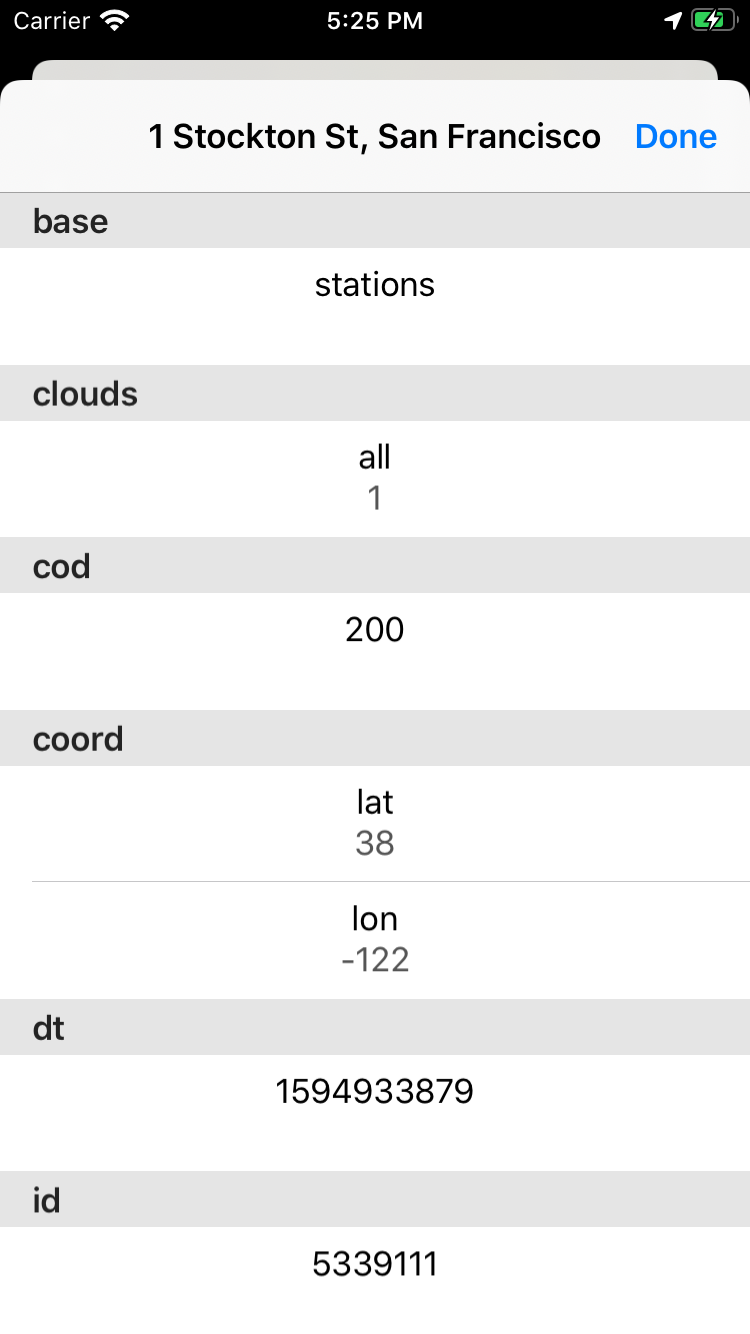 Carrier 5:25 PM
1 Stockton St, San Francisco Done
base
stations
clouds
all
1
cod
200
coord
lat
38
lon
-122
dt
1594933879
id
5339111